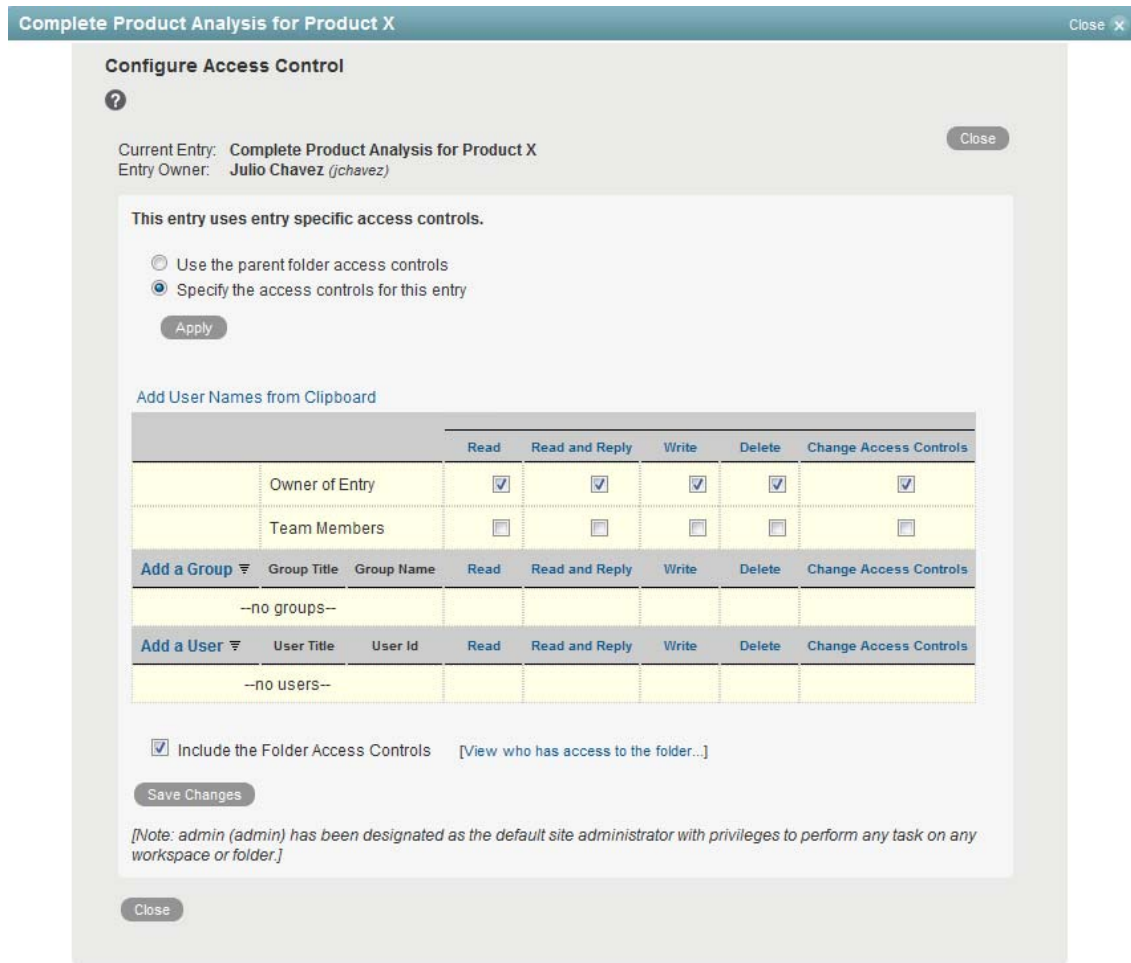 Complete Product Analysis for Product X Close
Configure Access Control
?
Close
Current Entry: Complete Product Analysis for Product X
Entry Owner: Julio Chavez (jchavez)
This entry uses entry specific access controls.
Use the parent folder access controls
Specify the access controls for this entry
Apply
Add User Names from Clipboard
Read Read and Reply Write Delete Change Access Controls
Owner of Entry
Team Members
Add a Group Group Title Group Name Read Read and Reply Write Delete Change Access Controls
--no groups--
Add a User User Title User Id Read Read and Reply Write Delete Change Access Controls
--no users--
Include the Folder Access Controls [View who has access to the folder...]
Save Changes
[Note: admin (admin) has been designated as the default site administrator with privileges to perform any task on any
workspace or folder.]
Close